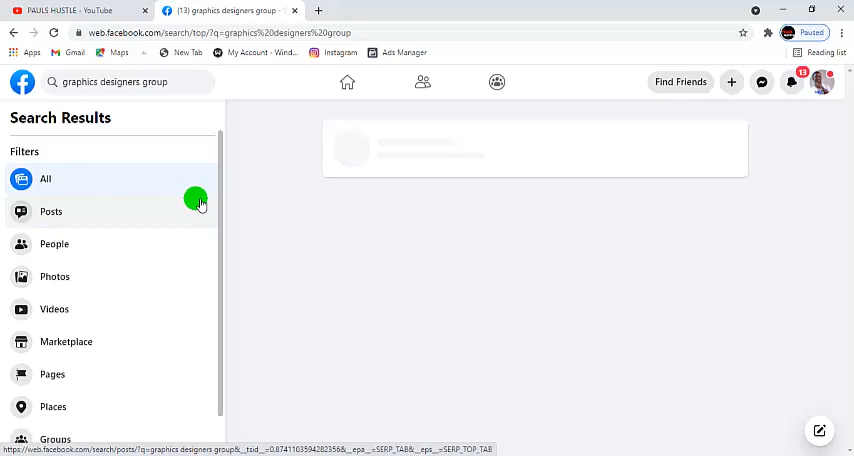 PAULS HUSTLE - YouTube
(13) graphics designers group -
web.facebook.com/search/top/?q=graphics%20designers%20group
Paused
Apps
Gmail
Maps
New Tab
My Account - Wind...
Instagram
Ads Manager
Reading list
graphics designers group
Find Friends
13
Search Results
Filters
All
Posts
People
Photos
Videos
Marketplace
Pages
Places
Groups
https://web.facebook.com/search/posts/?q=graphics designers group&__tsid__=0.8741103594282356&__epa__=SERP_TAB&__eps__=SERP_TOP_TAB